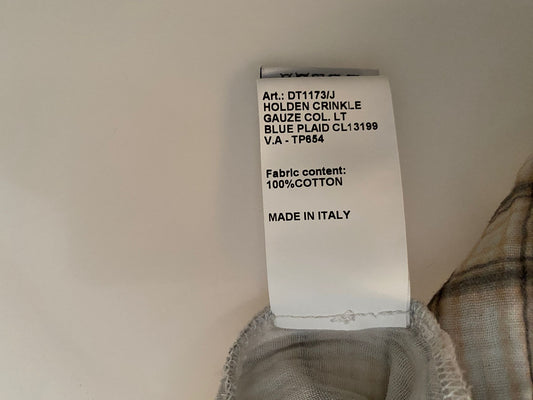 Art.: DT1173/J
HOLDEN CRINKLE
GAUZE COL. LT
BLUE PLAID CL13199
V.A - TP654
Fabric content:
100%COTTON
MADE IN ITALY